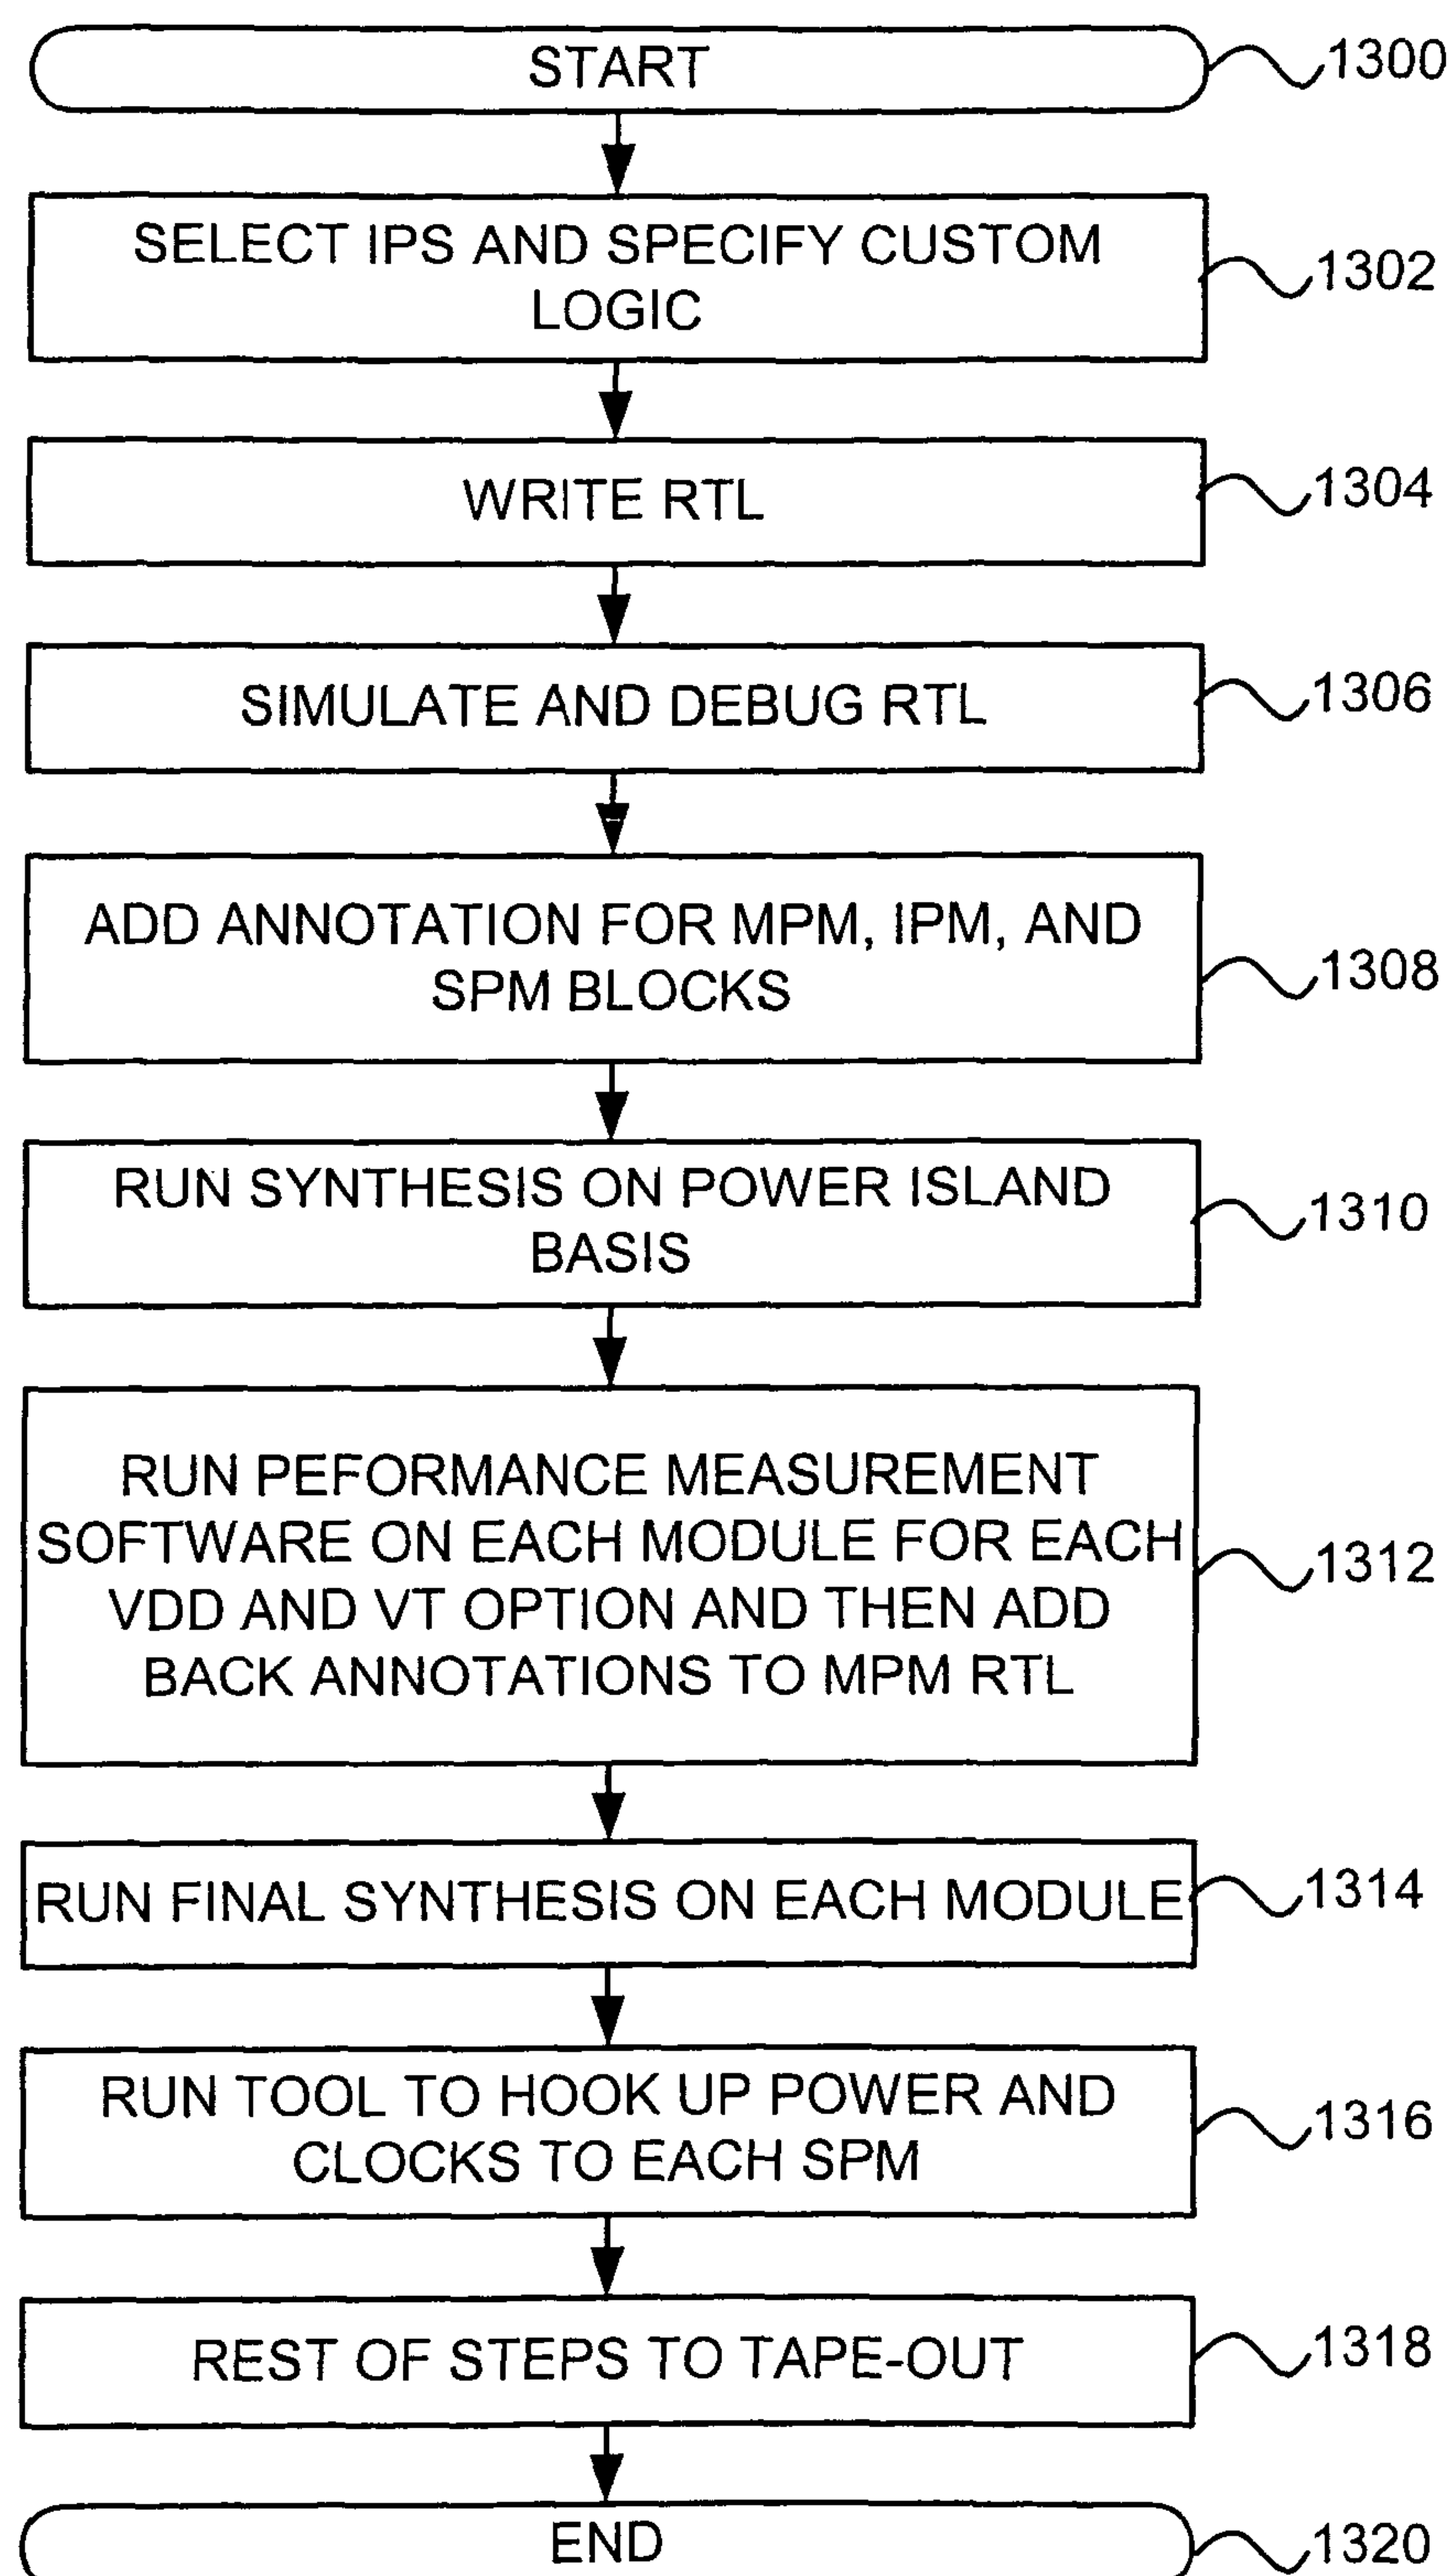 START
1300
SELECT IPS AND SPECIFY CUSTOM
LOGIC
1302
WRITE RTL
1304
SIMULATE AND DEBUG RTL
1306
ADD ANNOTATION FOR MPM, IPM, AND
SPM BLOCKS
1308
RUN SYNTHESIS ON POWER ISLAND
BASIS
1310
RUN PEFORMANCE MEASUREMENT
SOFTWARE ON EACH MODULE FOR EACH
VDD AND VT OPTION AND THEN ADD
BACK ANNOTATIONS TO MPM RTL
1312
RUN FINAL SYNTHESIS ON EACH MODULE
1314
RUN TOOL TO HOOK UP POWER AND
CLOCKS TO EACH SPM
1316
REST OF STEPS TO TAPE-OUT
1318
END
1320